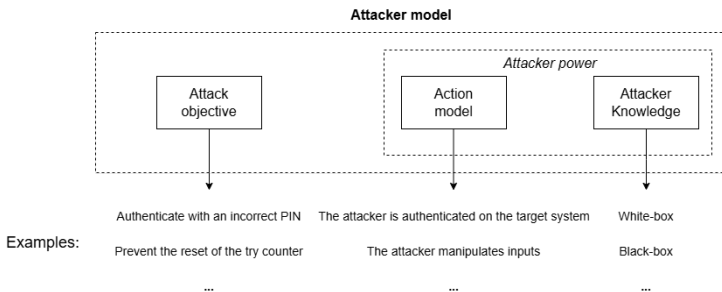 Attacker model
Attacker power
Attack
objective
Action
model
Attacker
Knowledge
Authenticate with an incorrect PIN
The attacker is authenticated on the target system
White-box
Examples:
Prevent the reset of the try counter
The attacker manipulates inputs
Black-box
...
...
...